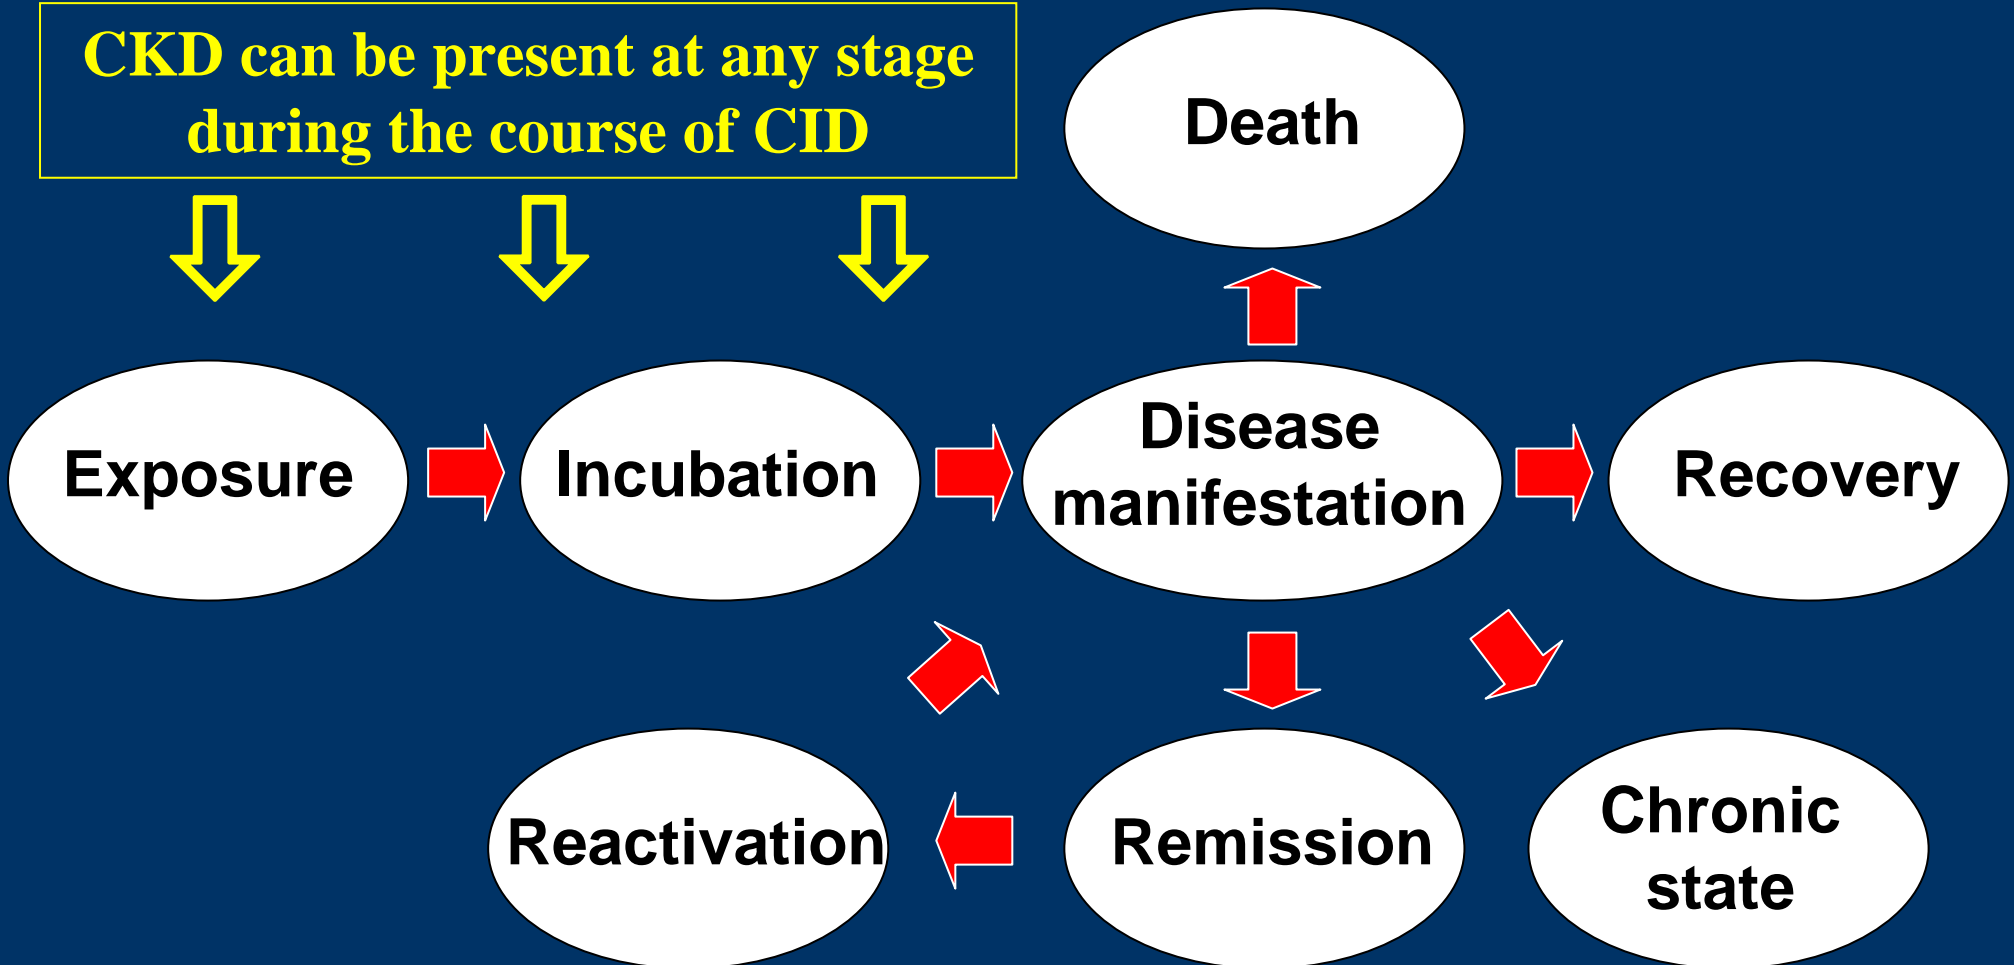 CKD can be present at any stage
during the course of CID
Death
Exposure
Incubation
Disease
manifestation
Recovery
Reactivation
Remission
Chronic
state